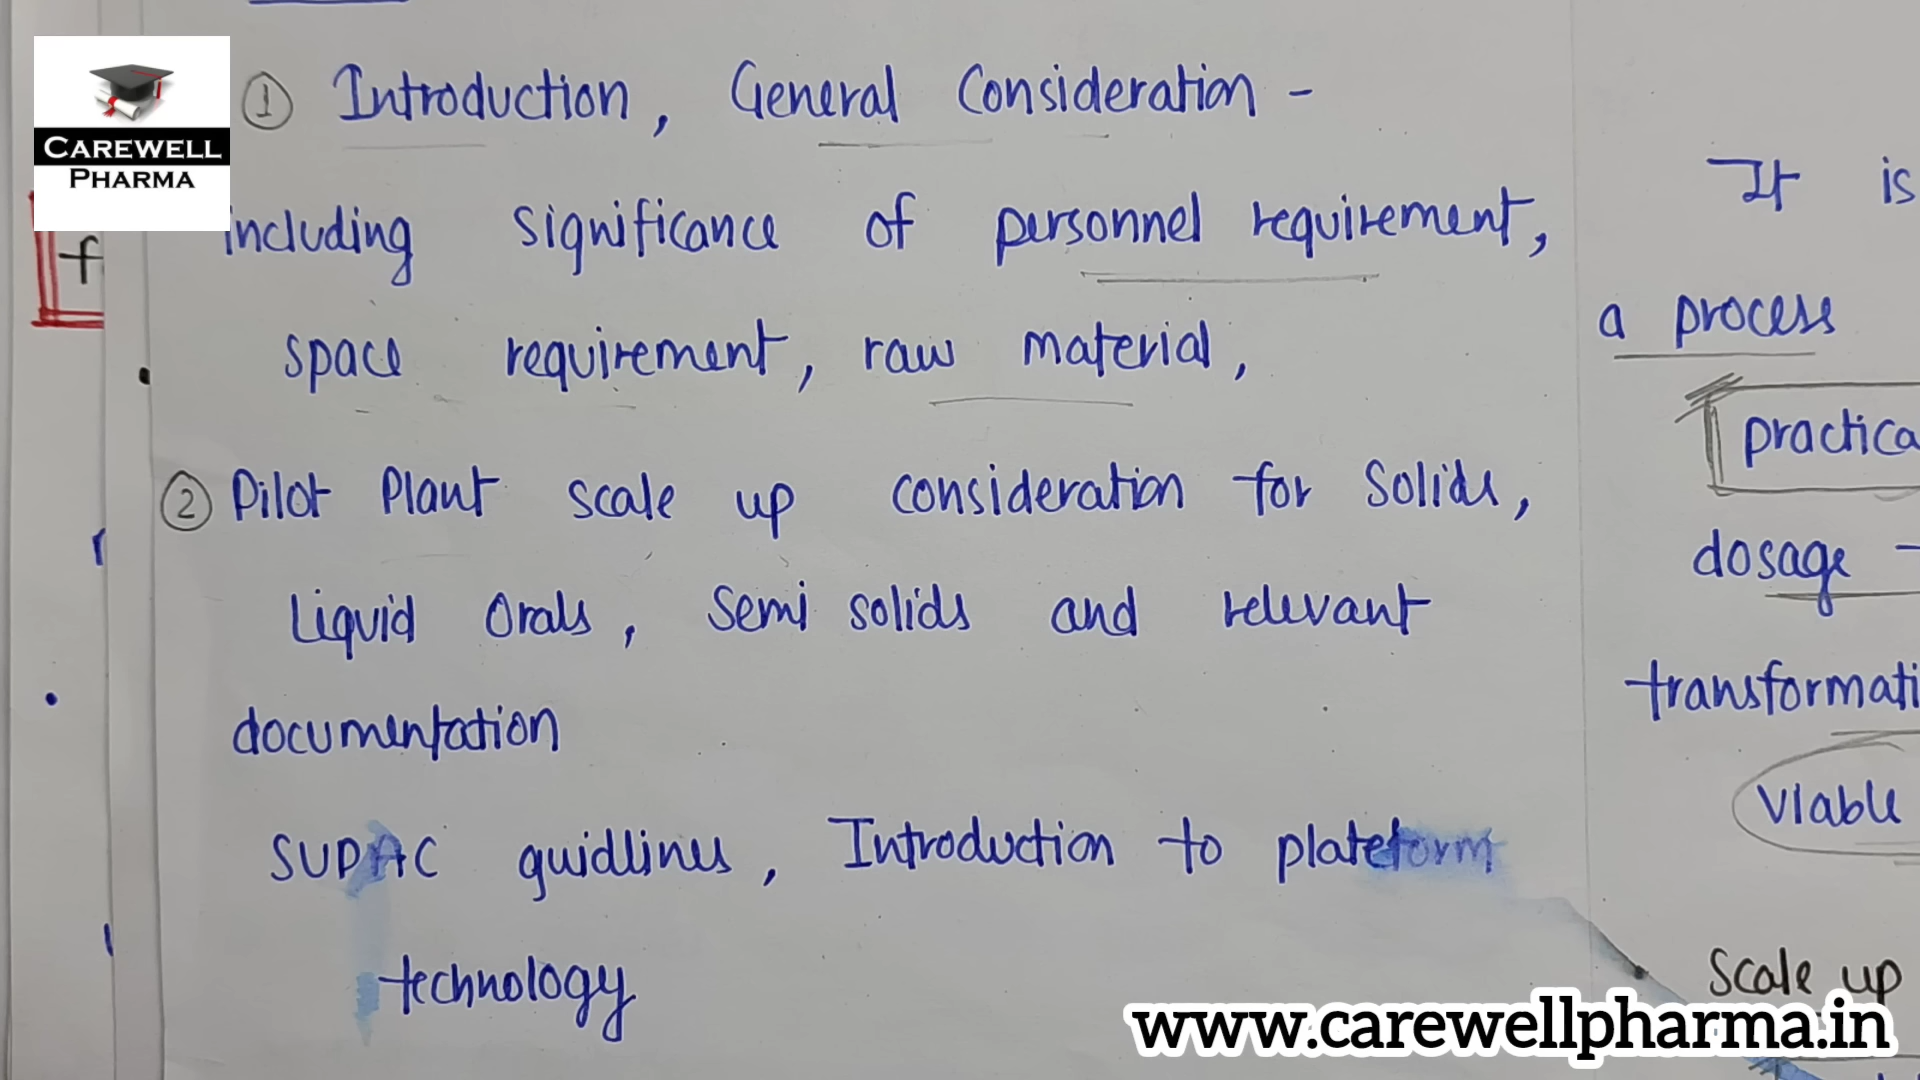 CAREWELL
PHARMA
① Introduction, General Consideration -
including significance of personnel requirement,
space requirement, raw material,
② Pilot Plant scale up consideration for Solids,
Liquid Orals, Semi solids and relevant
documentation
SUPAC guidlines, Introduction to plateform
technology
f
It is
a process
practica
dosage -
transformati
viable
Scale up
www.carewellpharma.in